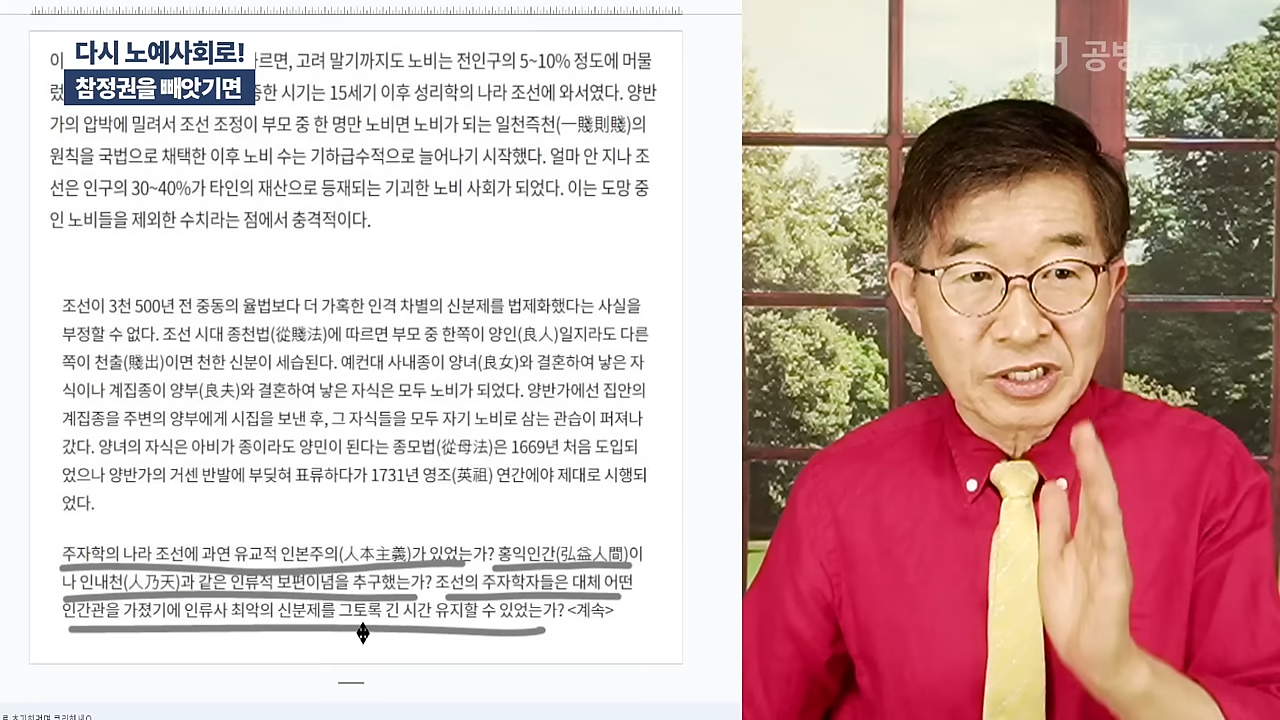 다시 노예사회로!
참정권을 빼앗기면
공병호TV
이 르면, 고려 말기까지도 노비는 전인구의 5~10% 정도에 머물
렀 중한 시기는 15세기 이후 성리학의 나라 조선에 와서였다. 양반
가의 압박에 밀려서 조선 조정이 부모 중 한 명만 노비면 노비가 되는 일천즉천(一賤則賤)의
원칙을 국법으로 채택한 이후 노비 수는 기하급수적으로 늘어나기 시작했다. 얼마 안 지나 조
선은 인구의 30~40%가 타인의 재산으로 등재되는 기괴한 노비 사회가 되었다. 이는 도망 중
인 노비들을 제외한 수치라는 점에서 충격적이다.
조선이 3천 500년 전 중동의 율법보다 더 가혹한 인격 차별의 신분제를 법제화했다는 사실을
부정할 수 없다. 조선 시대 종천법(從賤法)에 따르면 부모 중 한쪽이 양인(良人)일지라도 다른
쪽이 천출(賤出)이면 천한 신분이 세습된다. 예컨대 사내종이 양녀(良女)와 결혼하여 낳은 자
식이나 계집종이 양부(良夫)와 결혼하여 낳은 자식은 모두 노비가 되었다. 양반가에선 집안의
계집종을 주변의 양부에게 시집을 보낸 후, 그 자식들을 모두 자기 노비로 삼는 관습이 퍼져나
갔다. 양녀의 자식은 아비가 종이라도 양민이 된다는 종모법(從母法)은 1669년 처음 도입되
었으나 양반가의 거센 반발에 부딪혀 표류하다가 1731년 영조(英祖) 연간에야 제대로 시행되
었다.
주자학의 나라 조선에 과연 유교적 인본주의(人本主義)가 있었는가? 홍익인간(弘益人間)이
나 인내천(人乃天)과 같은 인류적 보편이념을 추구했는가? 조선의 주자학자들은 대체 어떤
인간관을 가졌기에 인류사 최악의 신분제를 그토록 긴 시간 유지할 수 있었는가? <계속>